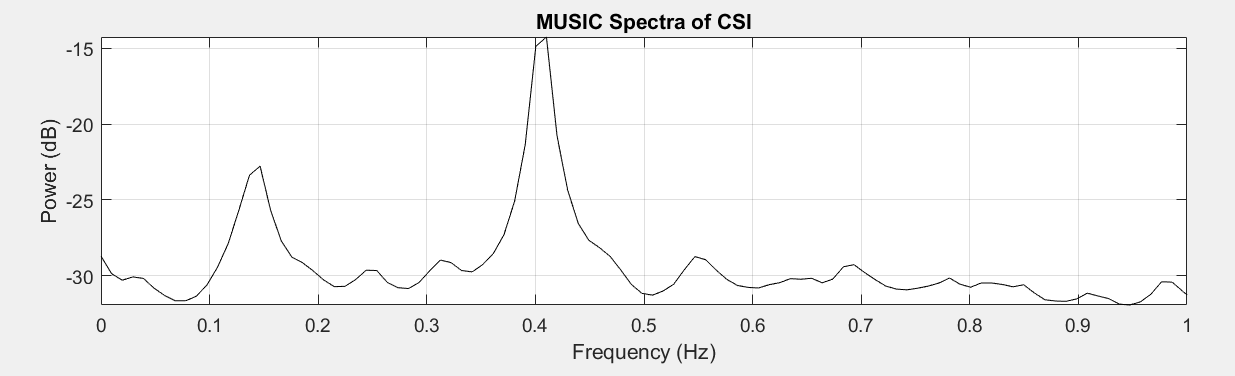 MUSIC Spectra of CSI
-15
-20
-25
-30
Power (dB)
0 0.1 0.2 0.3 0.4 0.5 0.6 0.7 0.8 0.9 1
Frequency (Hz)